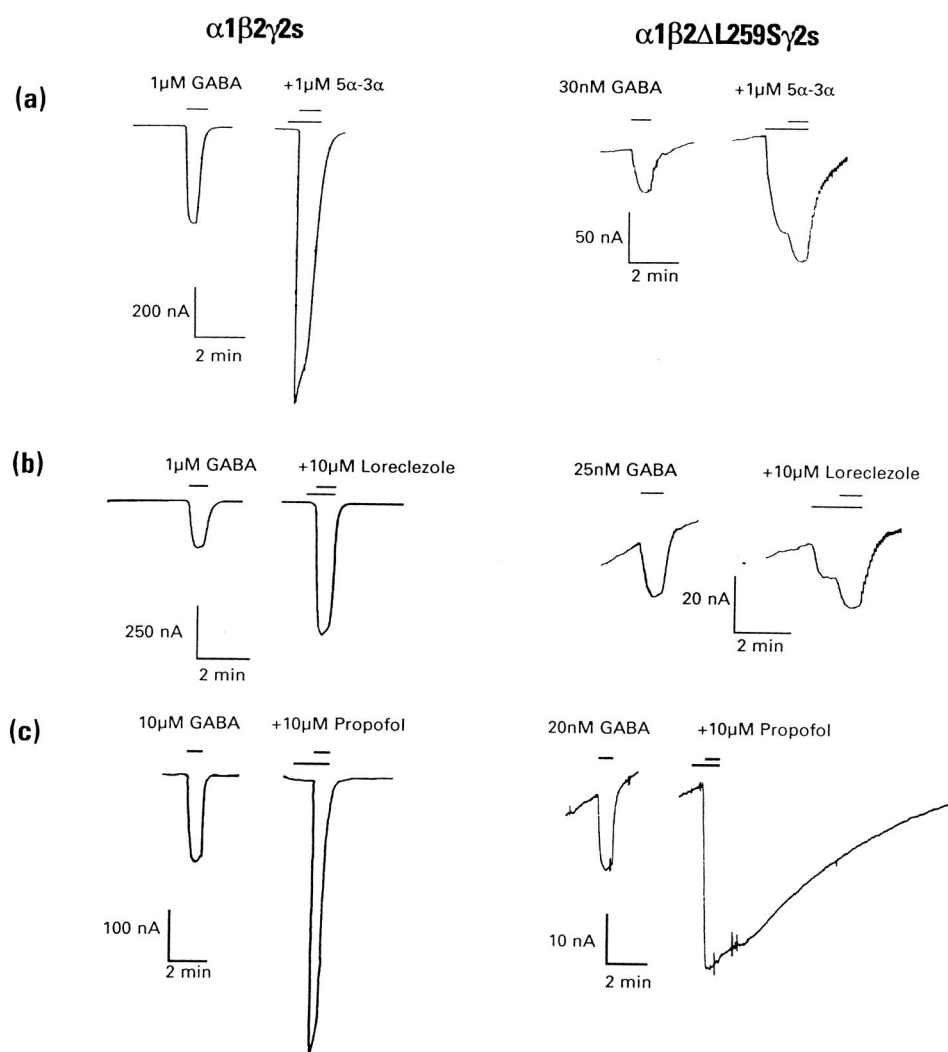 α1β2γ2s
α1β2ΔL259Sγ2s
(a)
1μM GABA
+1μM 5α-3α
200 nA
2 min
30nM GABA
+1μM 5α-3α
50 nA
2 min
(b)
1μM GABA
+10μM Loreclezole
250 nA
2 min
25nM GABA
+10μM Loreclezole
20 nA
2 min
(c)
10μM GABA
+10μM Propofol
100 nA
2 min
20nM GABA
+10μM Propofol
10 nA
2 min